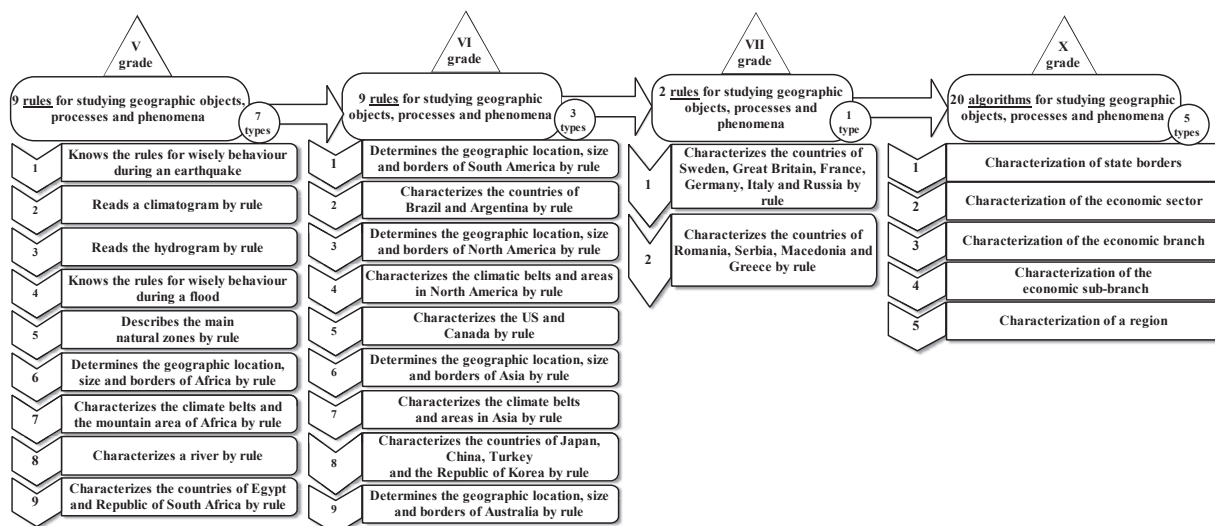 V
grade
9 rules for studying geographic objects,
processes and phenomena
7
types
1
Knows the rules for wisely behaviour
during an earthquake
2
Reads a climatogram by rule
3
Reads the hydrogram by rule
4
Knows the rules for wisely behaviour
during a flood
5
Describes the main
natural zones by rule
6
Determines the geographic location,
size and borders of Africa by rule
7
Characterizes the climate belts and
the mountain area of Africa by rule
8
Characterizes a river by rule
9
Characterizes the countries of Egypt
and Republic of South Africa by rule
VI
grade
9 rules for studying geographic
objects, processes and phenomena
3
types
1
Determines the geographic location, size
and borders of South America by rule
2
Characterizes the countries of
Brazil and Argentina by rule
3
Determines the geographic location, size
and borders of North America by rule
4
Characterizes the climatic belts and areas
in North America by rule
5
Characterizes the US and
Canada by rule
6
Determines the geographic location, size
and borders of Asia by rule
7
Characterizes the climate belts
and areas in Asia by rule
8
Characterizes the countries of Japan,
China, Turkey
and the Republic of Korea by rule
9
Determines the geographic location, size
and borders of Australia by rule
VII
grade
2 rules for studying geographic
objects, processes and
phenomena
1
type
1
Characterizes the countries of
Sweden, Great Britain, France,
Germany, Italy and Russia by
rule
2
Characterizes the countries of
Romania, Serbia, Macedonia and
Greece by rule
X
grade
20 algorithms for studying geographic
objects, processes and phenomena
5
types
1
Characterization of state borders
2
Characterization of the economic sector
3
Characterization of the economic branch
4
Characterization of the
economic sub-branch
5
Characterization of a region